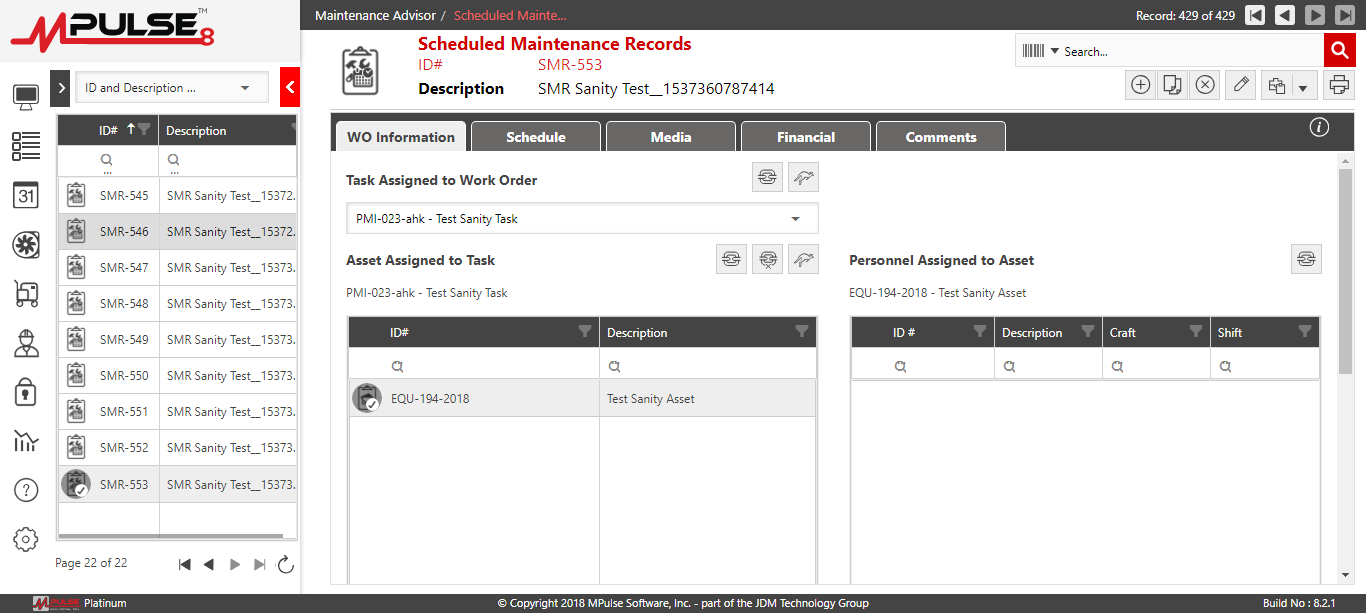 MPULSE™ 8
Maintenance Advisor / Scheduled Mainte...
Record: 429 of 429
Scheduled Maintenance Records
ID# SMR-553
Description SMR Sanity Test__1537360787414
Search...
ID and Description ...
ID# Description
...
...
SMR-545 SMR Sanity Test__15372.
SMR-546 SMR Sanity Test__15372.
SMR-547 SMR Sanity Test__15373.
SMR-548 SMR Sanity Test__15373.
SMR-549 SMR Sanity Test__15373.
SMR-550 SMR Sanity Test__15373.
SMR-551 SMR Sanity Test__15373.
SMR-552 SMR Sanity Test__15373.
SMR-553 SMR Sanity Test__15373.
Page 22 of 22
31
?
WO Information Schedule Media Financial Comments
i
Task Assigned to Work Order
PMI-023-ahk - Test Sanity Task
Asset Assigned to Task
PMI-023-ahk - Test Sanity Task
ID# Description
EQU-194-2018 Test Sanity Asset
Personnel Assigned to Asset
EQU-194-2018 - Test Sanity Asset
ID # Description Craft Shift
MPULSE Platinum
© Copyright 2018 MPulse Software, Inc. - part of the JDM Technology Group
Build No : 8.2.1